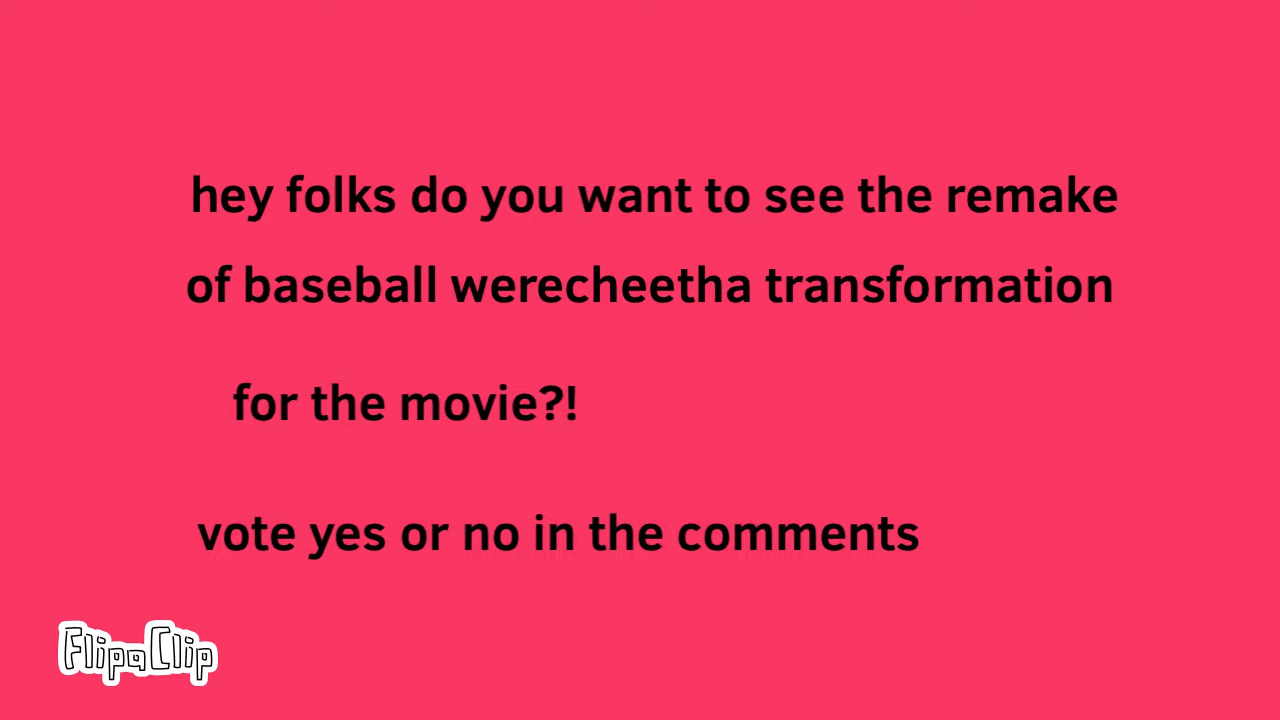 hey folks do you want to see the remake
of baseball werecheetha transformation
for the movie?!
vote yes or no in the comments
FlipaClip